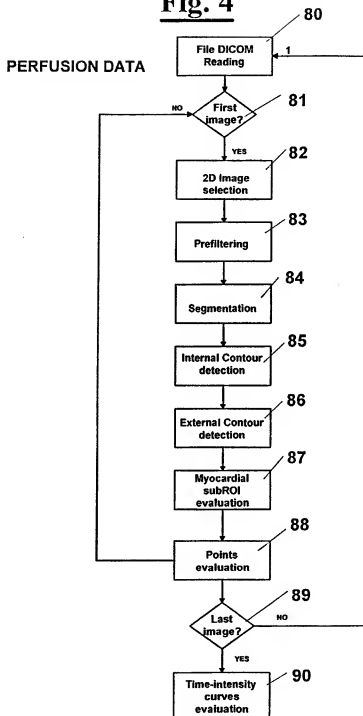 Fig. 4
80
PERFUSION DATA
File DICOM
Reading
1
81
NO
First
image?
YES
82
2D Image
selection
83
Prefiltering
84
Segmentation
85
Internal Contour
detection
86
External Contour
detection
87
Myocardial
subROI
evaluation
88
Points
evaluation
89
Last
image?
NO
YES
90
Time-intensity
curves
evaluation